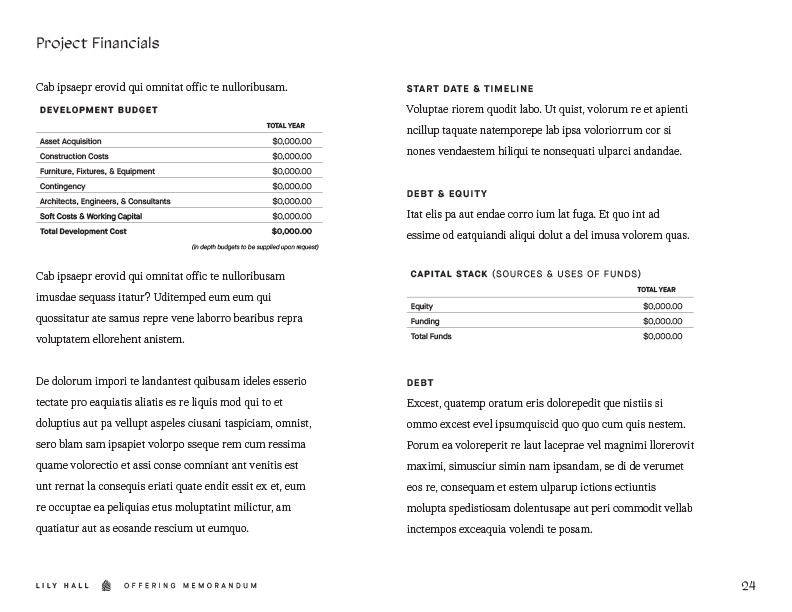 Project Financials
Cab ipsaepr erovid qui omnitat offic te nulloribusam.
DEVELOPMENT BUDGET
TOTAL YEAR
Asset Acquisition $0,000.00
Construction Costs $0,000.00
Furniture, Fixtures, & Equipment $0,000.00
Contingency $0,000.00
Architects, Engineers, & Consultants $0,000.00
Soft Costs & Working Capital $0,000.00
Total Development Cost $0,000.00
(in depth budgets to be supplied upon request)
Cab ipsaepr erovid qui omnitat offic te nulloribusam
imusdae sequass itatur? Uditemped eum eum qui
quossitatur ate samus repre vene laborro bearibus repra
voluptatem ellorehent anistem.
De dolorum impori te landantest quibusam ideles esserio
tectate pro eaquiatis aliatis es re liquis mod qui to et
doluptius aut pa vellupt aspeles ciusani taspiciam, omnist,
sero blam sam ipsapiet volorpo sseque rem cum ressima
quame volorectio et assi conse comniant ant venitis est
unt rernat la consequis eriati quate endit essit ex et, eum
re occuptae ea peliquias etus moluptatint milictur, am
quatiatur aut as eosande rescium ut eumquo.
START DATE & TIMELINE
Voluptae riorem quodit labo. Ut quist, volorum re et apienti
ncillup taquate natemporepe lab ipsa voloriorrum cor si
nones vendaestem hiliqui te nonsequati ulparci andandae.
DEBT & EQUITY
Itat elis pa aut endae corro ium lat fuga. Et quo int ad
essime od eatquiandi aliqui dolut a del imusa volorem quas.
CAPITAL STACK (SOURCES & USES OF FUNDS)
TOTAL YEAR
Equity $0,000.00
Funding $0,000.00
Total Funds $0,000.00
DEBT
Excest, quatemp oratum eris dolorepedit que nistiis si
ommo excest evel ipsumquiscid quo quo cum quis nestem.
Porum ea voloreperit re laut laceprae vel magnimi llorerovit
maximi, simusciur simin nam ipsandam, se di de verumet
eos re, consequam et estem ulparup ictions ectiuntis
molupta spedistiosam dolentusape aut peri commodit vellab
inctempos exceaquia volendi te posam.
LILY HALL OFFERING MEMORANDUM
24